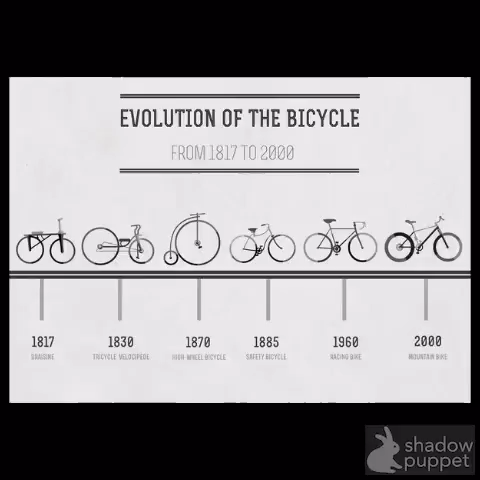 EVOLUTION OF THE BICYCLE
FROM 1817 TO 2000
1817 1830 1870 1885 1960 2000
DRAISINE TRICYCLE VELOCIPEDE HIGH-WHEEL BICYCLE SAFETY BICYCLE RACING BIKE MOUNTAIN BIKE
shadow
puppet